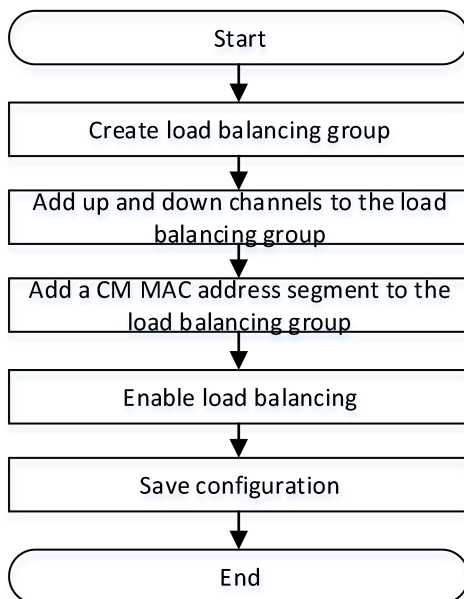 Start
Create load balancing group
Add up and down channels to the load
balancing group
Add a CM MAC address segment to the
load balancing group
Enable load balancing
Save configuration
End